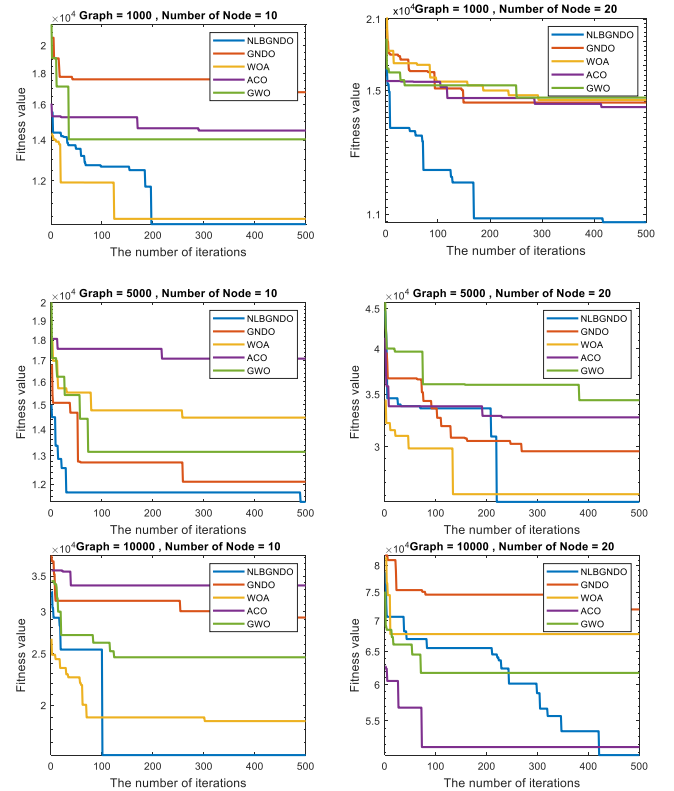 ×10⁴ Graph = 1000 , Number of Node = 10
2
1.8
1.6
1.4
1.2
Fitness value
NLBGNDO
GNDO
WOA
ACO
GWO
0 100 200 300 400 500
The number of iterations
×10⁴ Graph = 1000 , Number of Node = 20
2.1
1.5
1.1
Fitness value
NLBGNDO
GNDO
WOA
ACO
GWO
0 100 200 300 400 500
The number of iterations
×10⁴ Graph = 5000 , Number of Node = 10
2
1.9
1.8
1.7
1.6
1.5
1.4
1.3
1.2
Fitness value
NLBGNDO
GNDO
WOA
ACO
GWO
0 100 200 300 400 500
The number of iterations
×10⁴ Graph = 5000 , Number of Node = 20
4.5
4
3.5
3
Fitness value
NLBGNDO
GNDO
WOA
ACO
GWO
0 100 200 300 400 500
The number of iterations
×10⁴ Graph = 10000 , Number of Node = 10
3.5
3
2.5
2
Fitness value
NLBGNDO
GNDO
WOA
ACO
GWO
0 100 200 300 400 500
The number of iterations
×10⁴ Graph = 10000 , Number of Node = 20
8
7.5
7
6.5
6
5.5
Fitness value
NLBGNDO
GNDO
WOA
ACO
GWO
0 100 200 300 400 500
The number of iterations